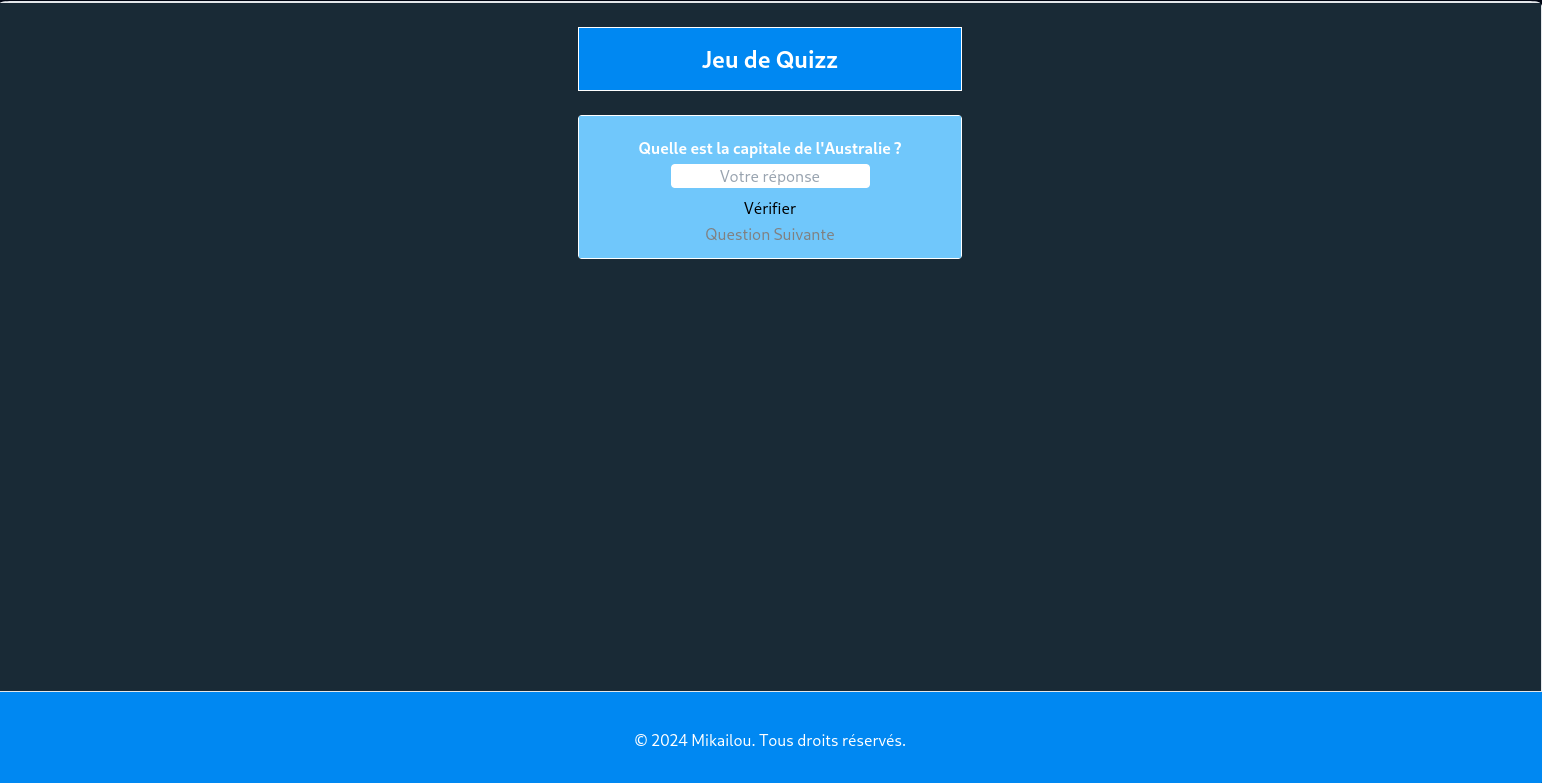 Jeu de Quizz
Quelle est la capitale de l'Australie ?
Votre réponse
Vérifier
Question Suivante
© 2024 Mikailou. Tous droits réservés.